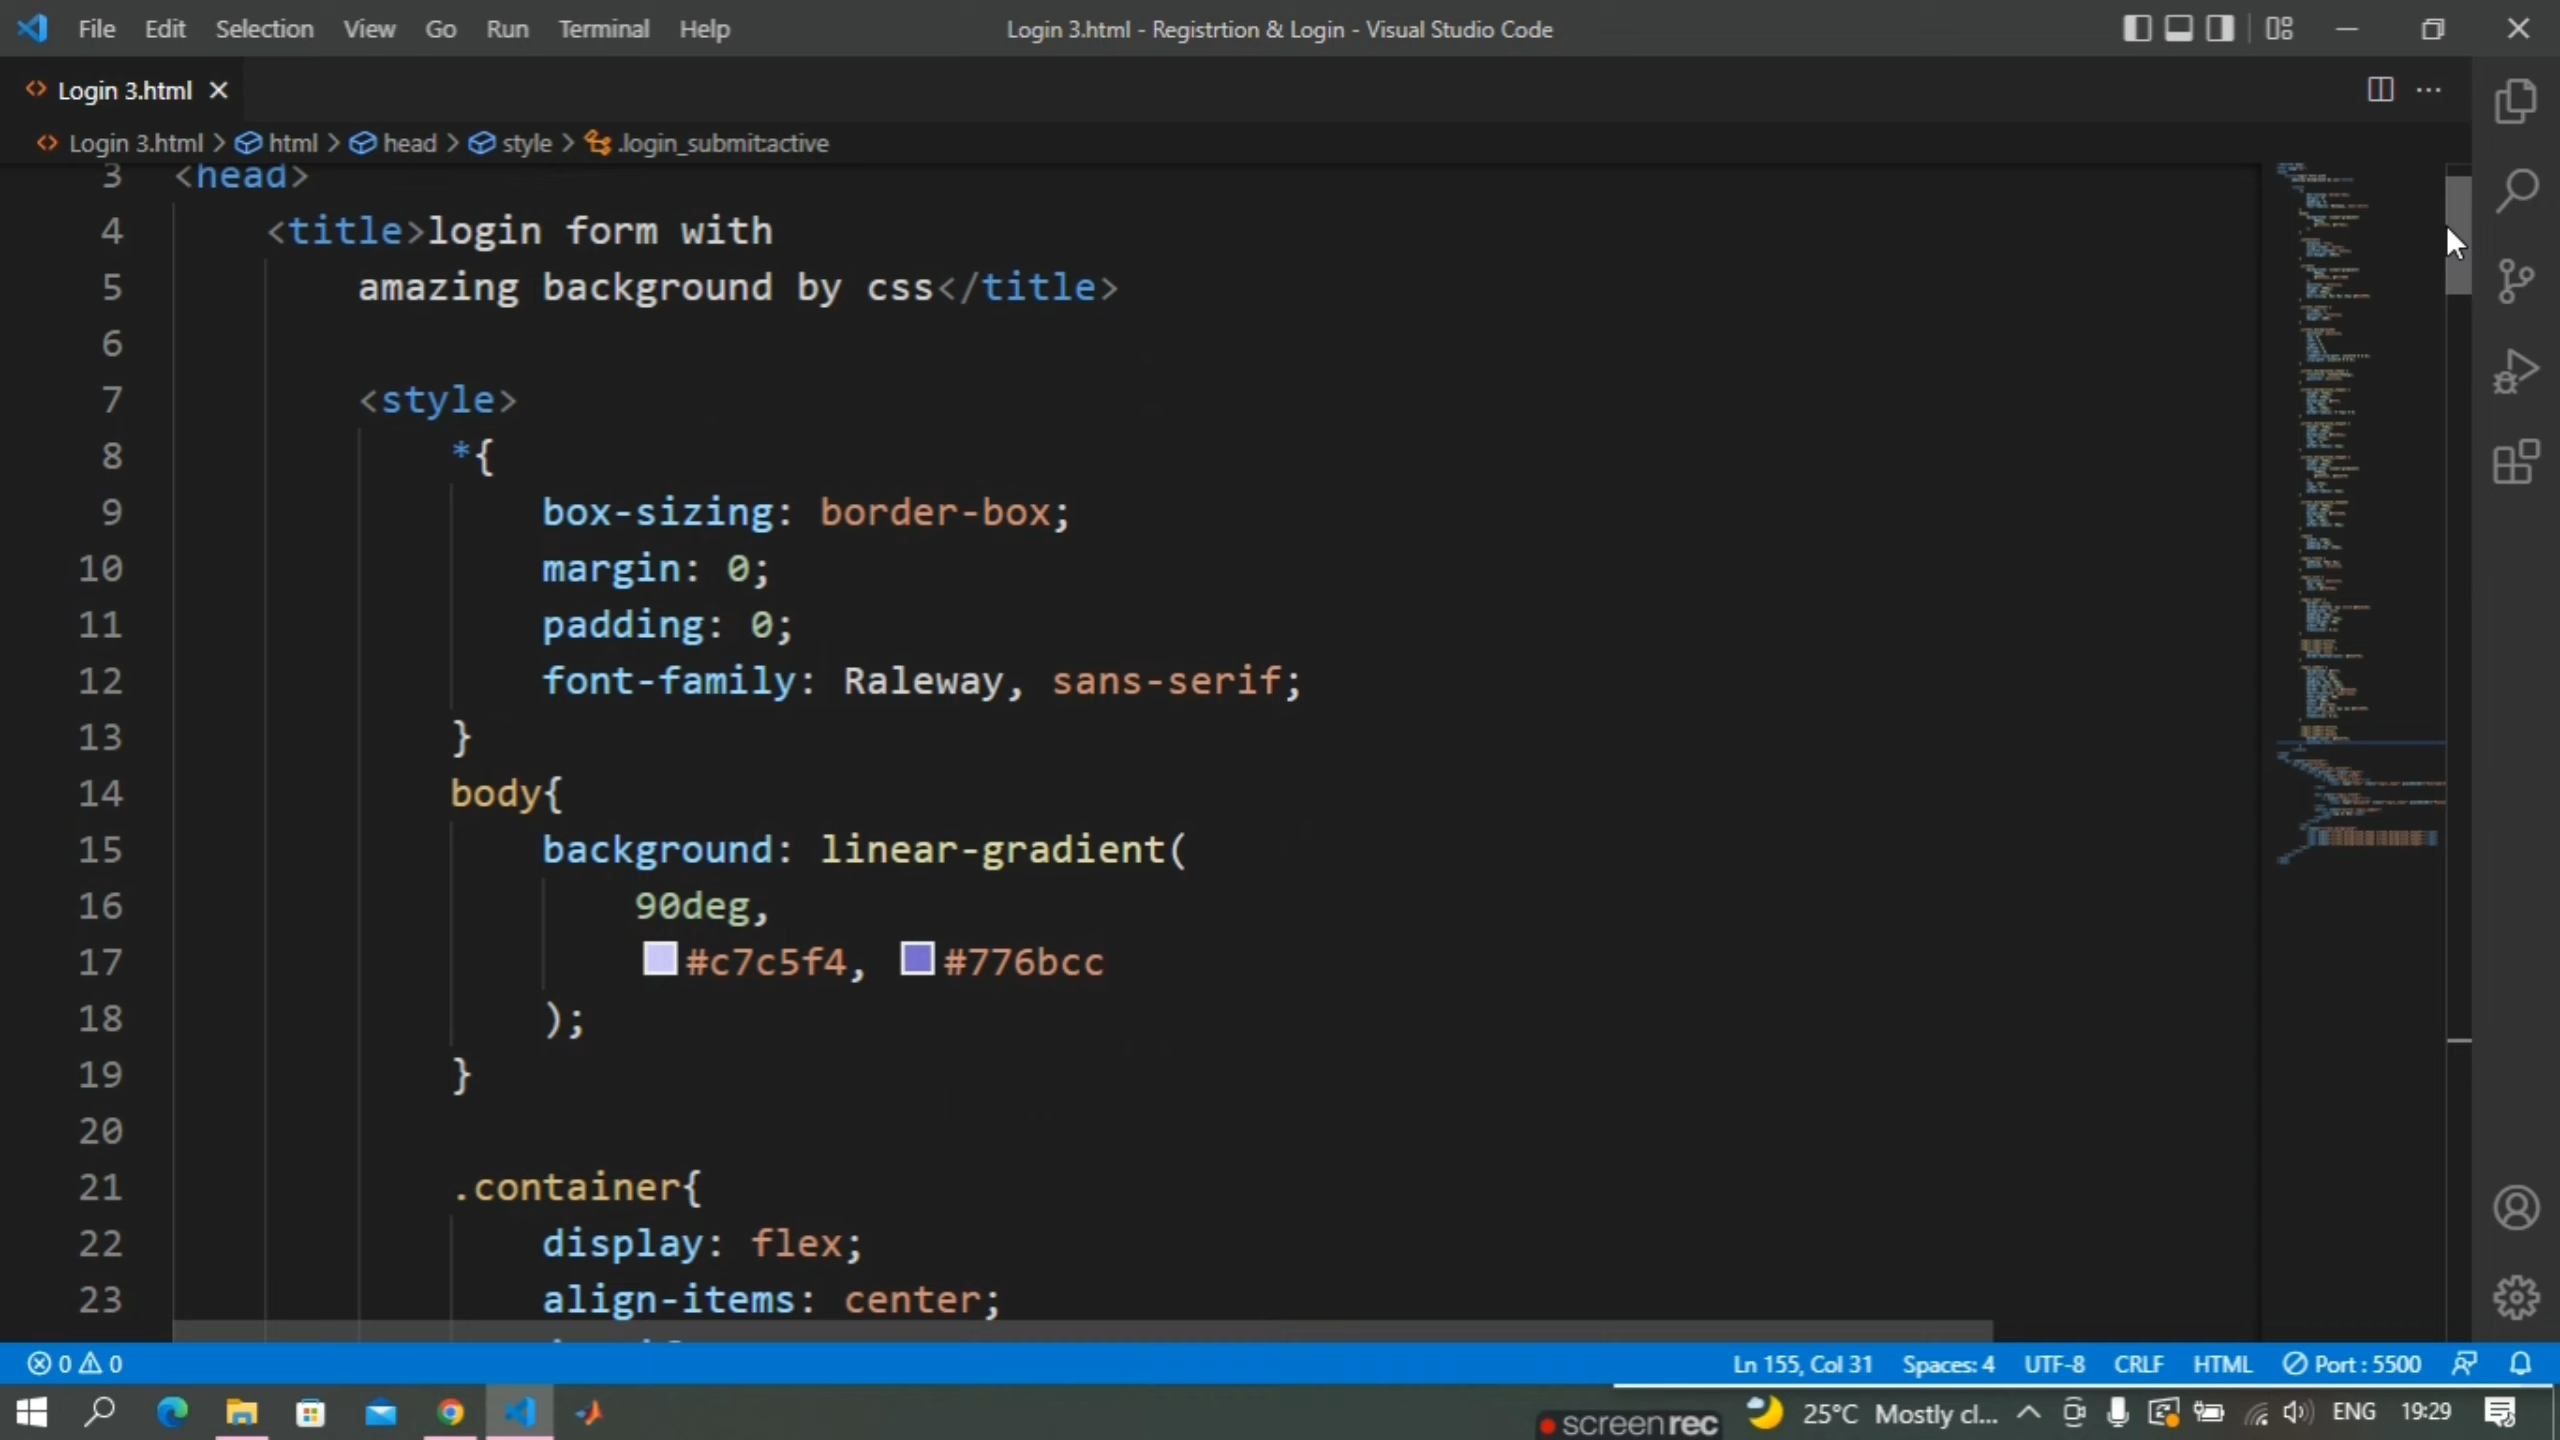 File Edit Selection View Go Run Terminal Help Login 3.html - Registrtion & Login - Visual Studio Code
Login 3.html
Login 3.html > html > head > style > .login_submit:active
3 <head>
4 <title>login form with
5 amazing background by css</title>
6
7 <style>
8 *{
9 box-sizing: border-box;
10 margin: 0;
11 padding: 0;
12 font-family: Raleway, sans-serif;
13 }
14 body{
15 background: linear-gradient(
16 90deg,
17 #c7c5f4, #776bcc
18 );
19 }
20
21 .container{
22 display: flex;
23 align-items: center;
0 0 Ln 155, Col 31 Spaces: 4 UTF-8 CRLF HTML Port : 5500
screenrec 25°C Mostly cl... ENG 19:29